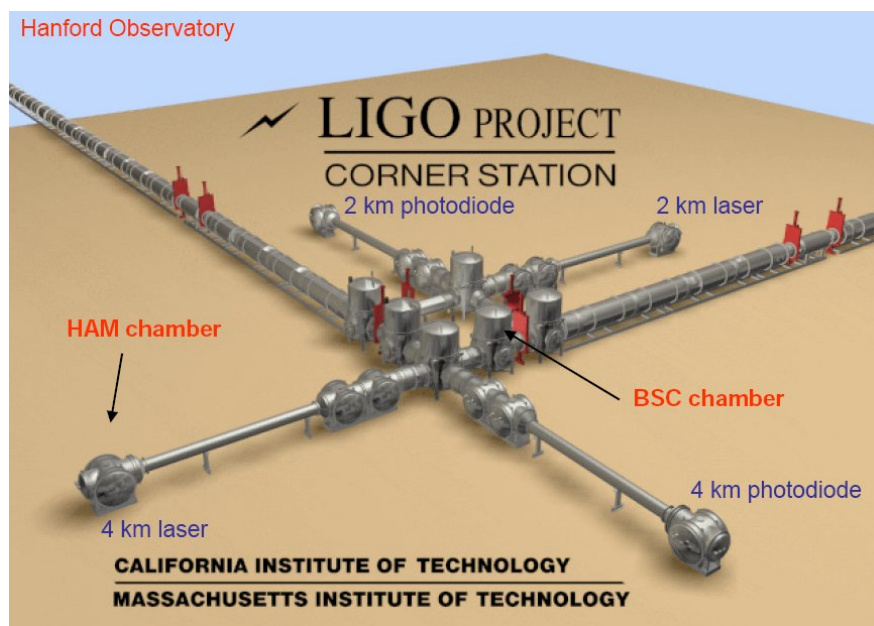 Hanford Observatory
LIGO PROJECT
CORNER STATION
2 km photodiode
2 km laser
HAM chamber
BSC chamber
4 km photodiode
4 km laser
CALIFORNIA INSTITUTE OF TECHNOLOGY
MASSACHUSETTS INSTITUTE OF TECHNOLOGY